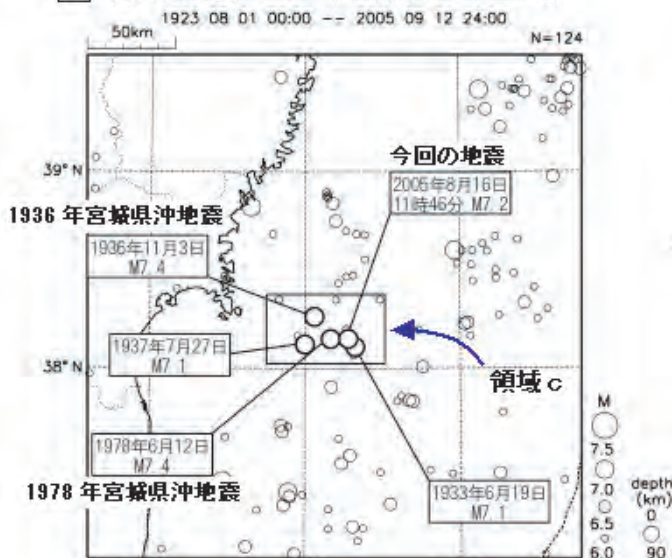 1923 08 01 00:00 -- 2005 09 12 24:00
50km
N=124
39°N
今回の地震
2005年8月16日
11時46分 M7.2
1936 年宮城県沖地震
1936年11月3日
M7.4
1937年7月27日
M7.1
38°N
領域 c
1978年6月12日
M7.4
1978 年宮城県沖地震
1933年6月19日
M7.1
M
7.5
7.0
6.5
6.0
depth
(km)
0
90